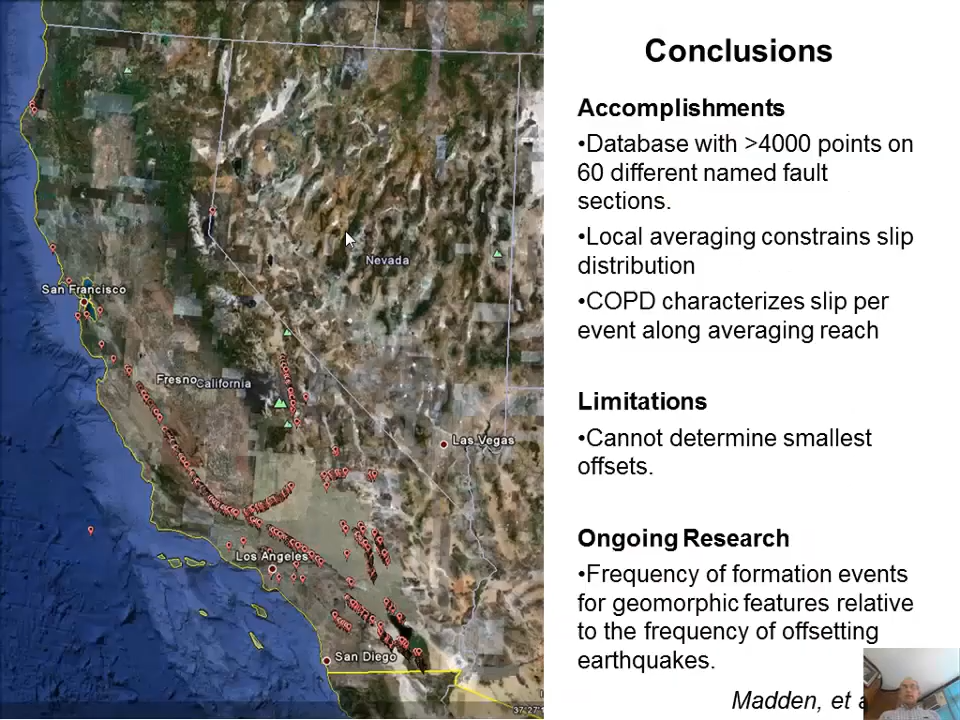 Conclusions
Accomplishments
•Database with >4000 points on
60 different named fault
sections.
•Local averaging constrains slip
distribution
•COPD characterizes slip per
event along averaging reach
Limitations
•Cannot determine smallest
offsets.
Ongoing Research
•Frequency of formation events
for geomorphic features relative
to the frequency of offsetting
earthquakes.
Madden, et
Nevada
San Francisco
Fresno
California
Las Vegas
Los Angeles
San Diego